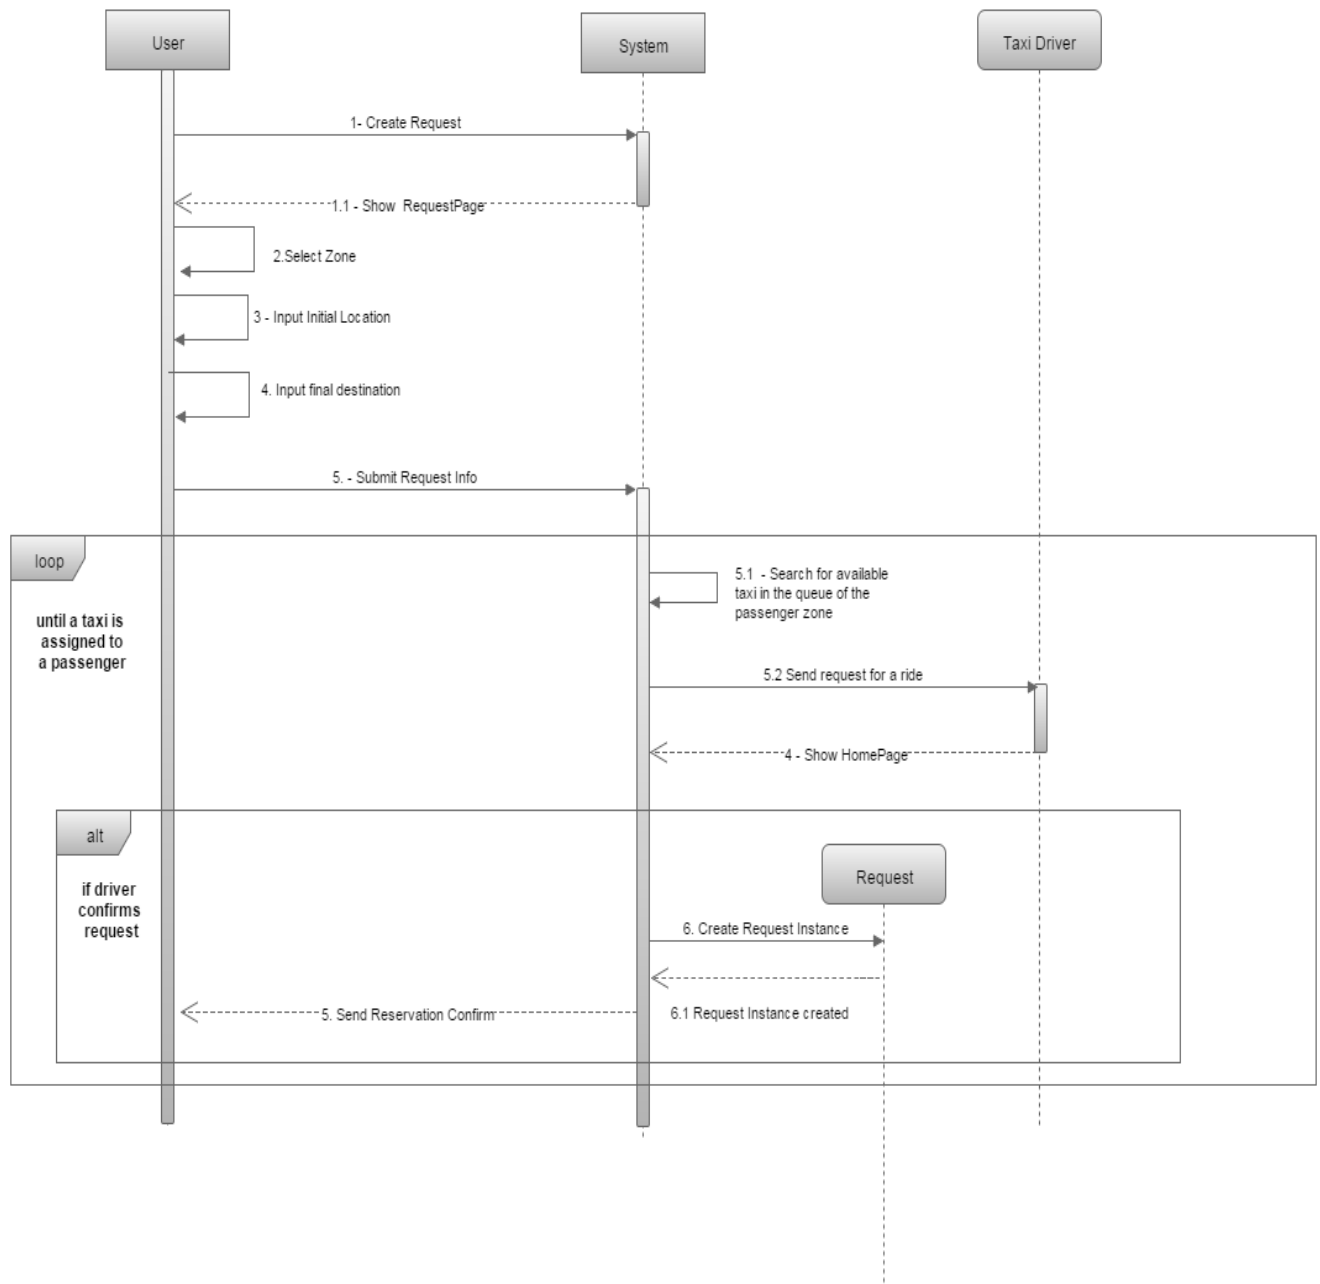 User
System
Taxi Driver
1- Create Request
1.1 - Show RequestPage
2.Select Zone
3 - Input Initial Location
4. Input final destination
5. - Submit Request Info
loop
until a taxi is
assigned to
a passenger
5.1 - Search for available
taxi in the queue of the
passenger zone
5.2 Send request for a ride
4 - Show HomePage
alt
if driver
confirms
request
Request
6. Create Request Instance
5. Send Reservation Confirm
6.1 Request Instance created